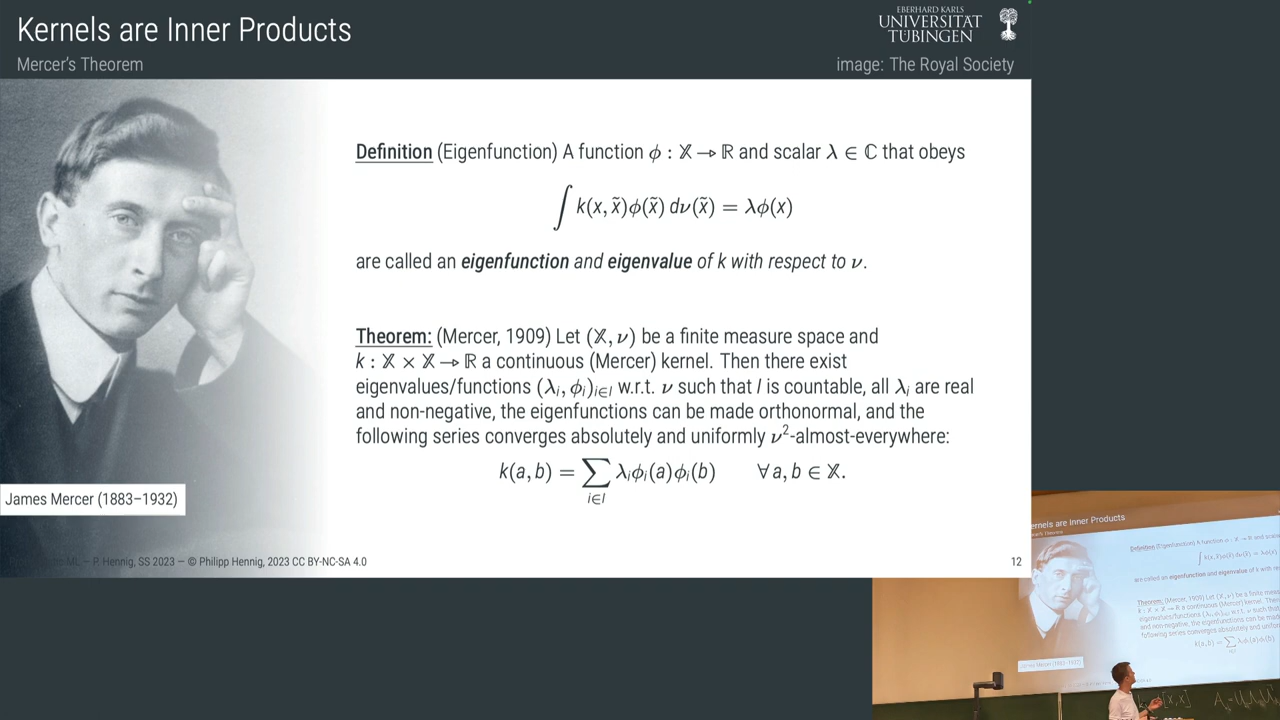 Kernels are Inner Products
Mercer's Theorem
EBERHARD KARLS
UNIVERSITÄT
TÜBINGEN
image: The Royal Society
Definition (Eigenfunction) A function ϕ : 𝕏 → ℝ and scalar λ ∈ ℂ that obeys
∫ k(x, x̃)ϕ(x̃) dν(x̃) = λϕ(x)
are called an eigenfunction and eigenvalue of k with respect to ν.
Theorem: (Mercer, 1909) Let (𝕏, ν) be a finite measure space and
k : 𝕏 × 𝕏 → ℝ a continuous (Mercer) kernel. Then there exist
eigenvalues/functions (λᵢ, ϕᵢ)ᵢ∈I w.r.t. ν such that I is countable, all λᵢ are real
and non-negative, the eigenfunctions can be made orthonormal, and the
following series converges absolutely and uniformly ν²-almost-everywhere:
k(a, b) = ∑ᵢ∈I λᵢϕᵢ(a)ϕᵢ(b) ∀ a, b ∈ 𝕏.
James Mercer (1883–1932)
ML — P. Hennig, SS 2023 — © Philipp Hennig, 2023 CC BY-NC-SA 4.0
12